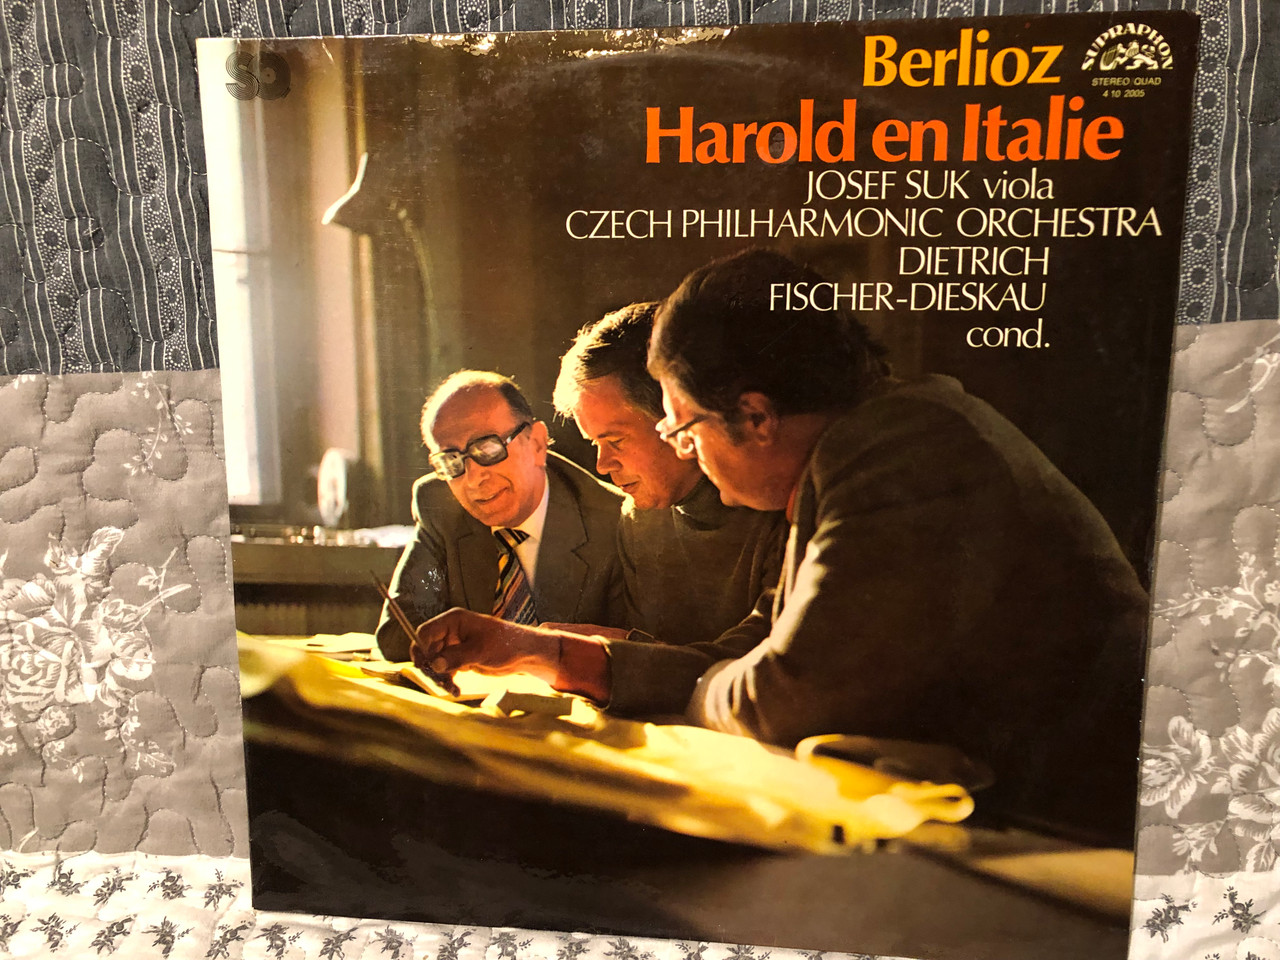 SQ
Berlioz
SUPRAPHON
STEREO/QUAD
4 10 2005
Harold en Italie
JOSEF SUK viola
CZECH PHILHARMONIC ORCHESTRA
DIETRICH
FISCHER-DIESKAU
cond.